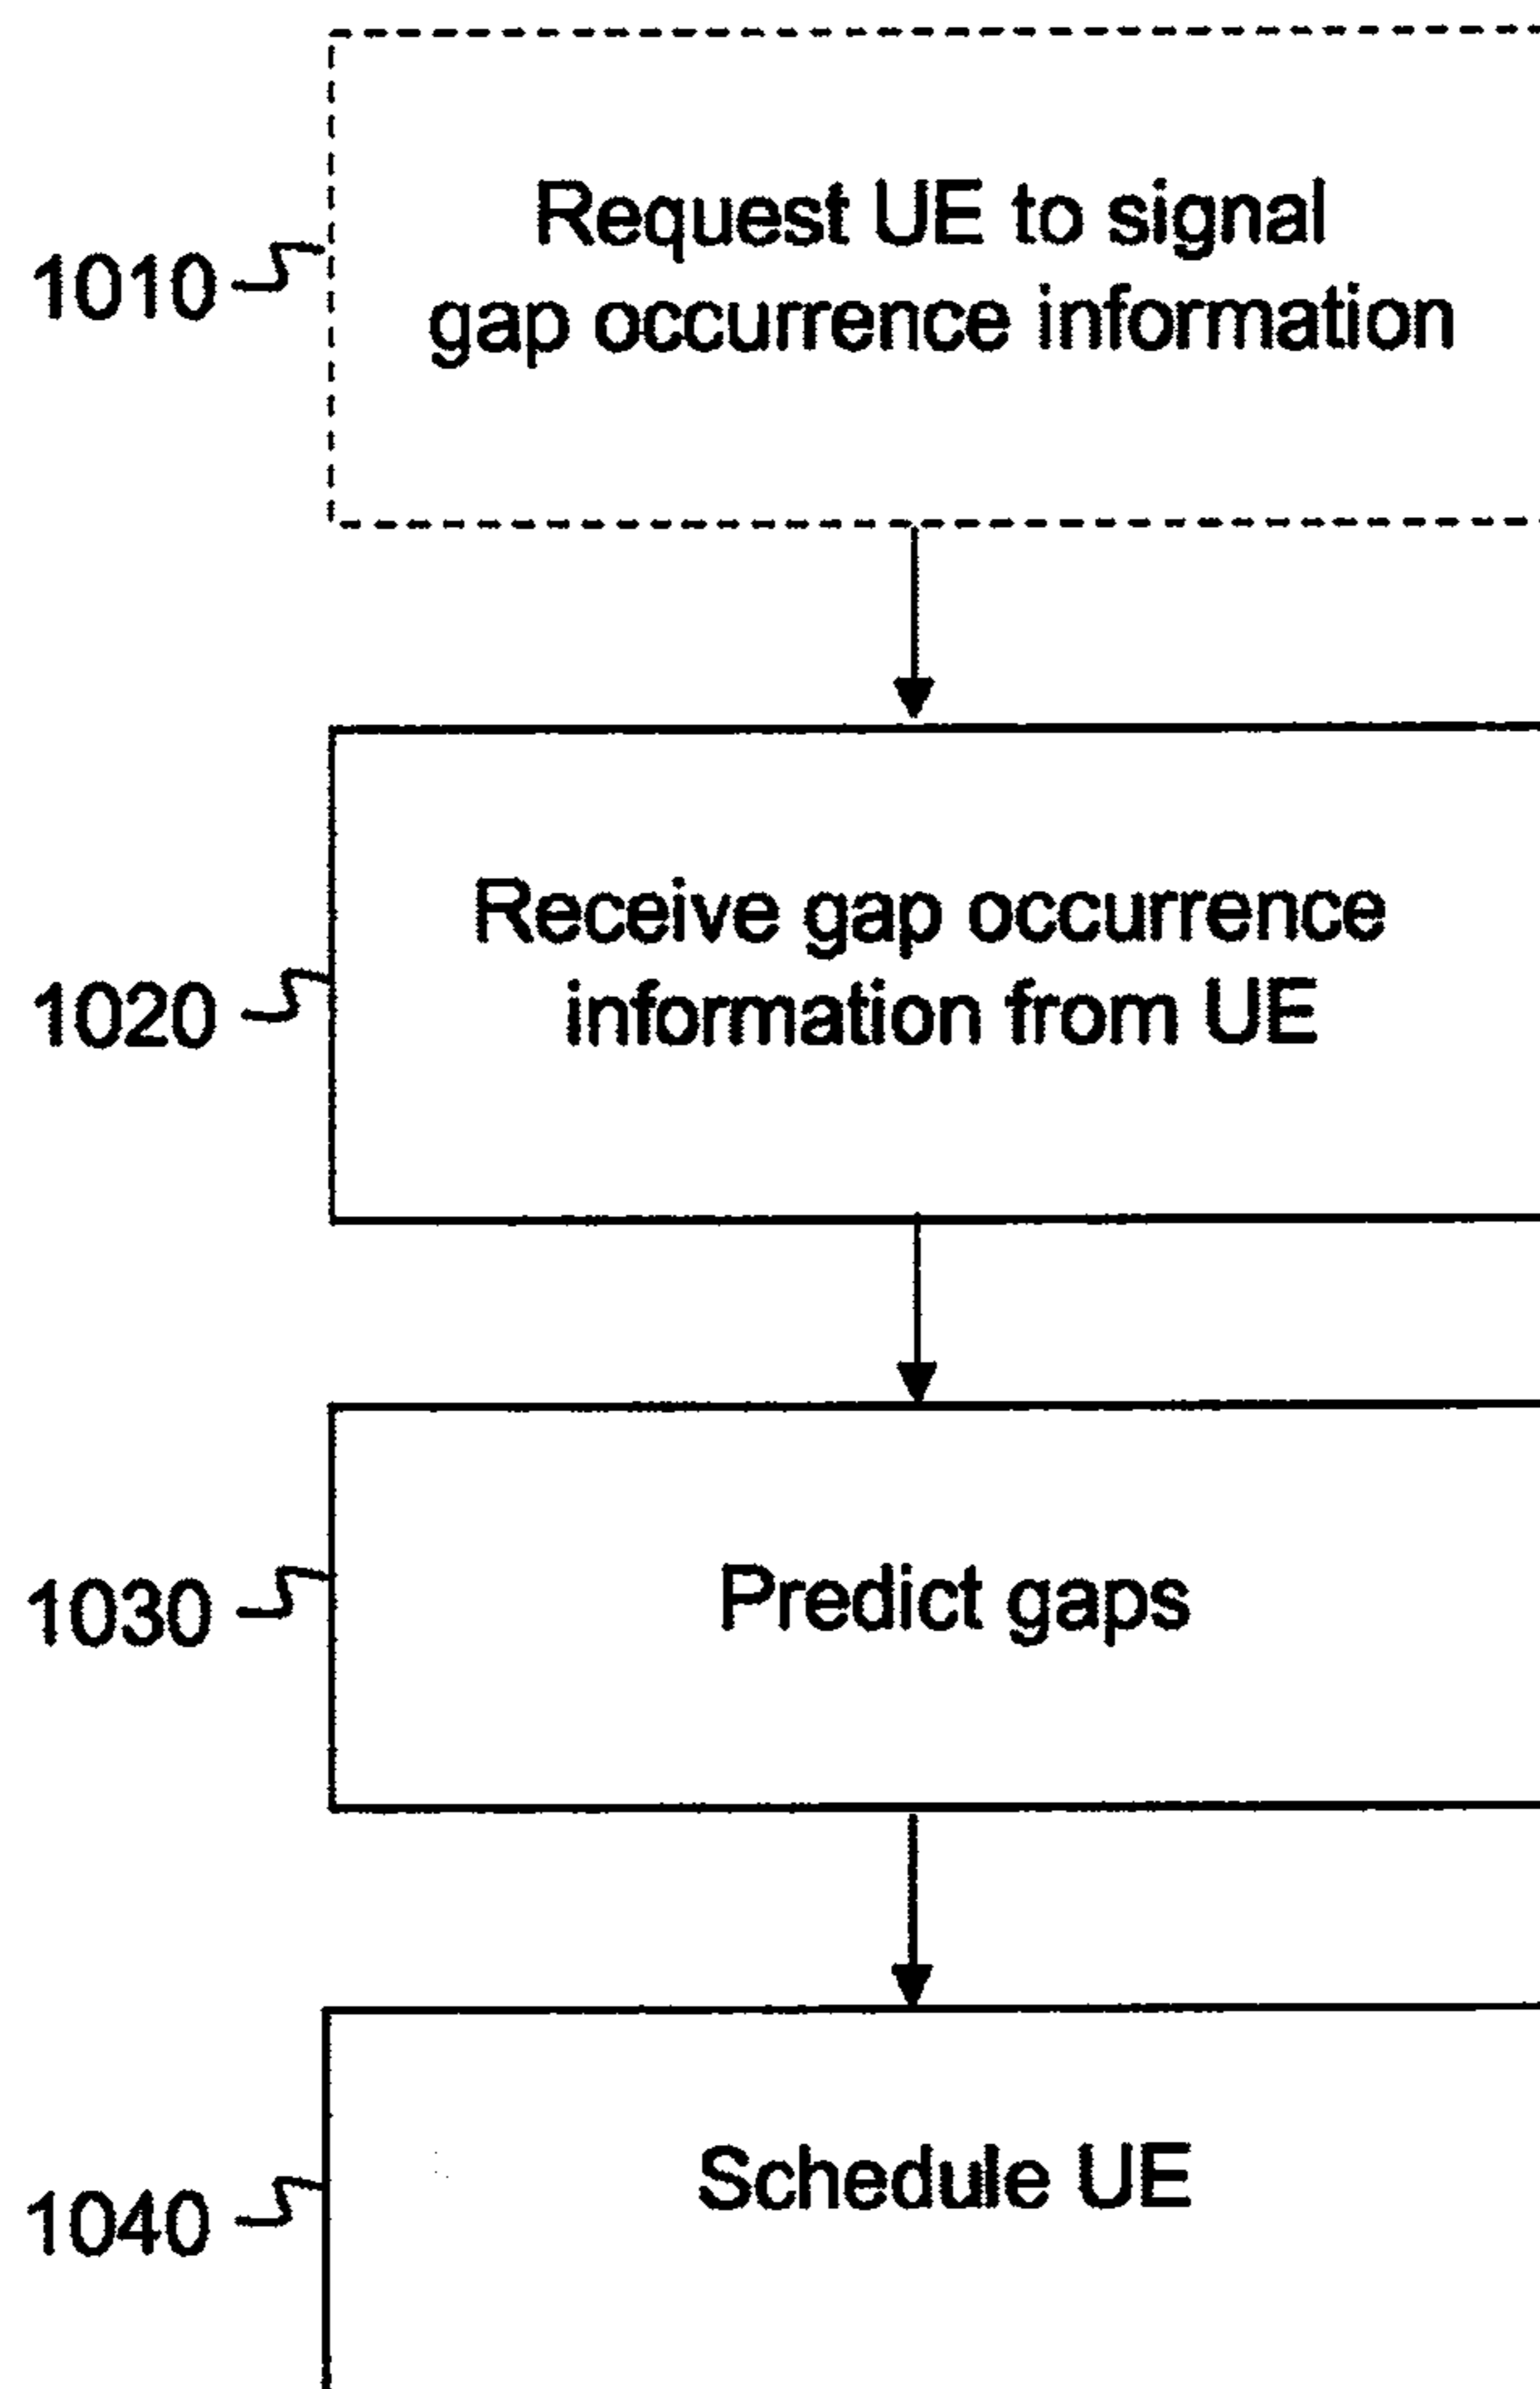 Request UE to signal
gap occurrence information
1010
Receive gap occurrence
information from UE
1020
Predict gaps
1030
Schedule UE
1040